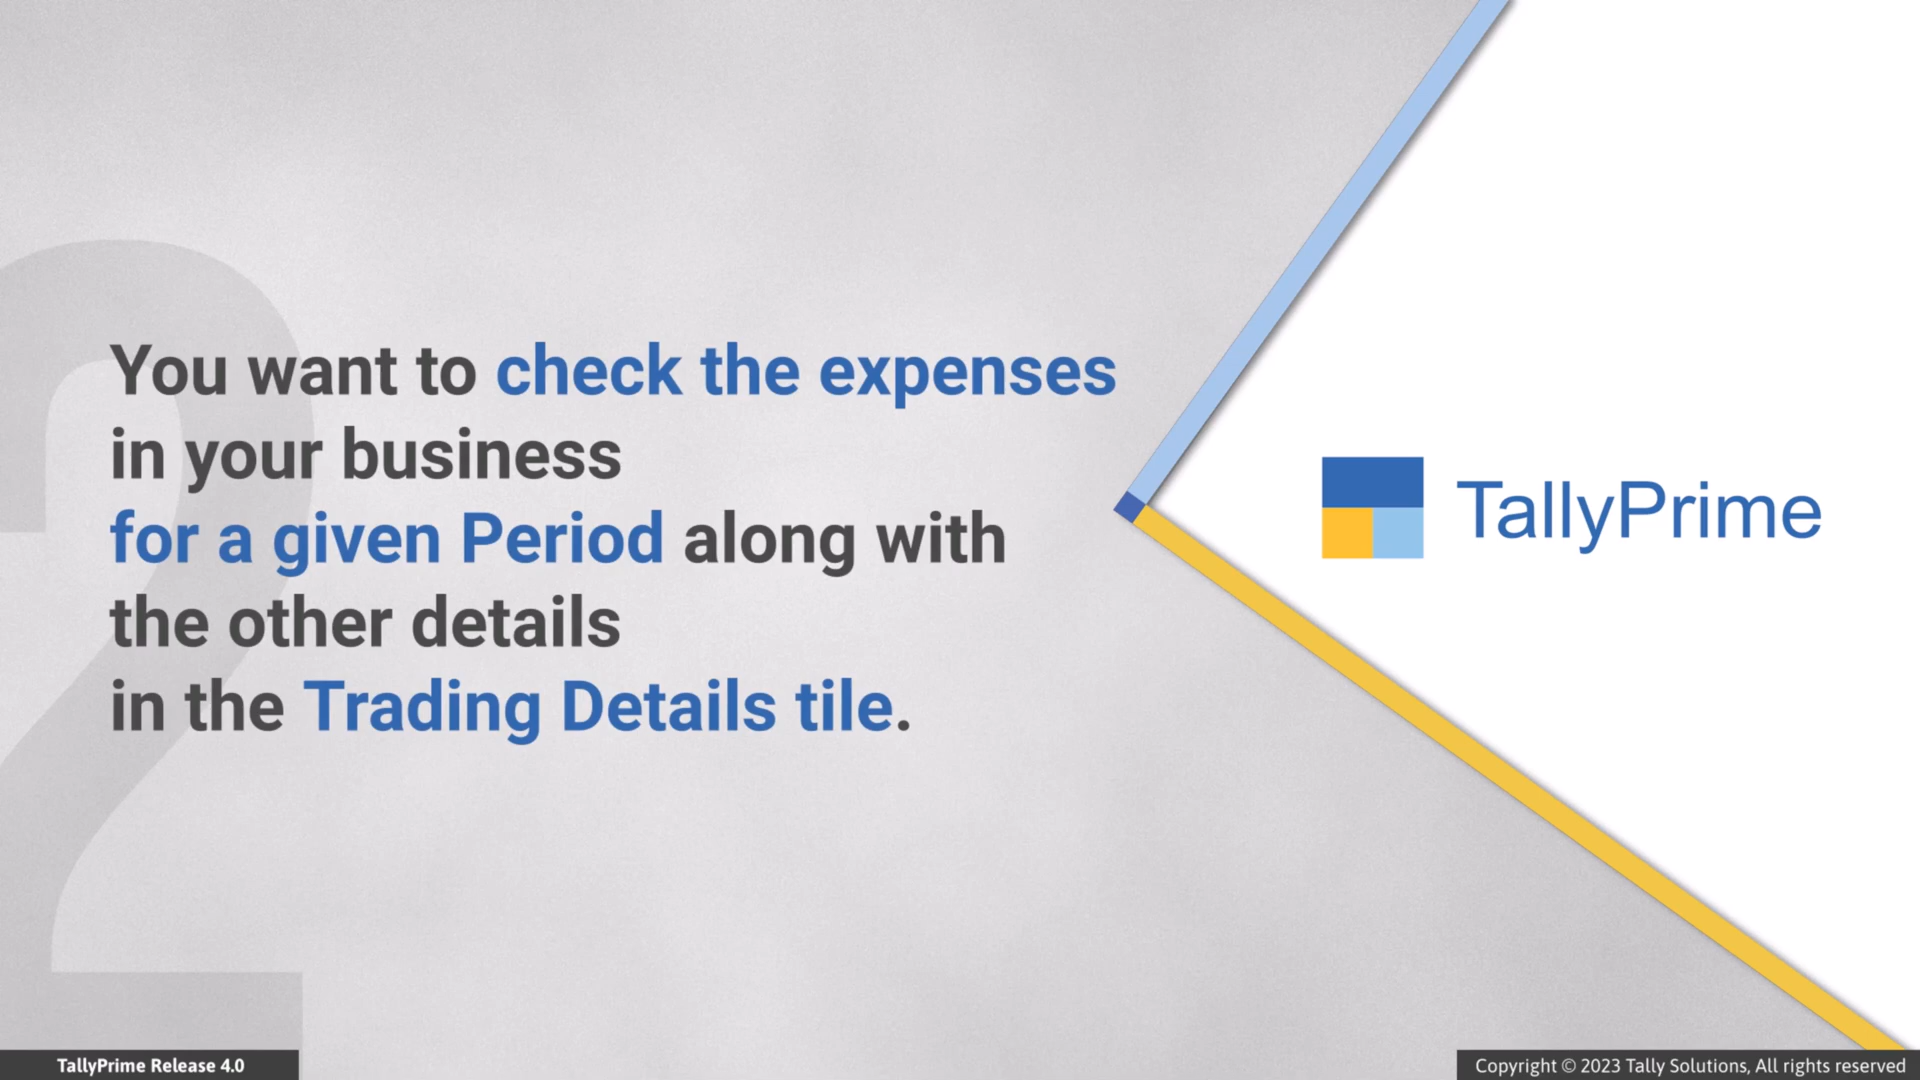 2
You want to check the expenses
in your business
for a given Period along with
the other details
in the Trading Details tile.
TallyPrime
TallyPrime Release 4.0
Copyright © 2023 Tally Solutions, All rights reserved